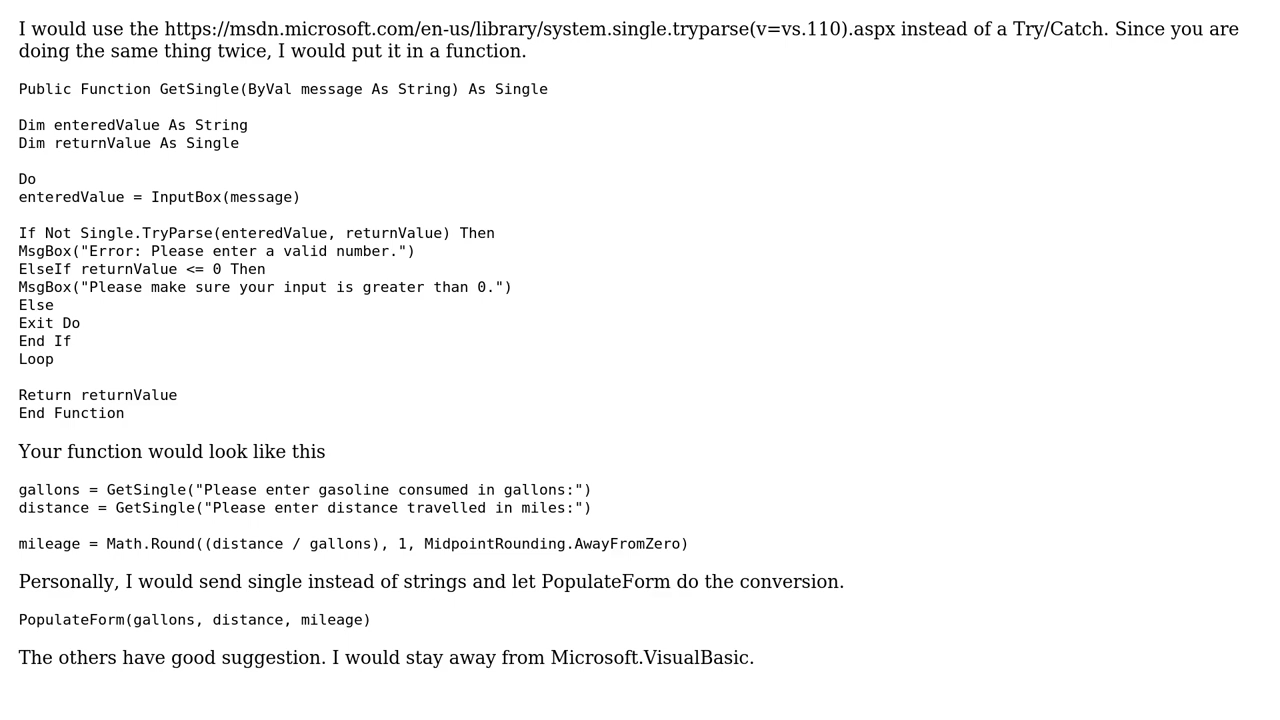 I would use the https://msdn.microsoft.com/en-us/library/system.single.tryparse(v=vs.110).aspx instead of a Try/Catch. Since you are
doing the same thing twice, I would put it in a function.
Public Function GetSingle(ByVal message As String) As Single
Dim enteredValue As String
Dim returnValue As Single
Do
enteredValue = InputBox(message)
If Not Single.TryParse(enteredValue, returnValue) Then
MsgBox("Error: Please enter a valid number.")
ElseIf returnValue <= 0 Then
MsgBox("Please make sure your input is greater than 0.")
Else
Exit Do
End If
Loop
Return returnValue
End Function
Your function would look like this
gallons = GetSingle("Please enter gasoline consumed in gallons:")
distance = GetSingle("Please enter distance travelled in miles:")
mileage = Math.Round((distance / gallons), 1, MidpointRounding.AwayFromZero)
Personally, I would send single instead of strings and let PopulateForm do the conversion.
PopulateForm(gallons, distance, mileage)
The others have good suggestion. I would stay away from Microsoft.VisualBasic.